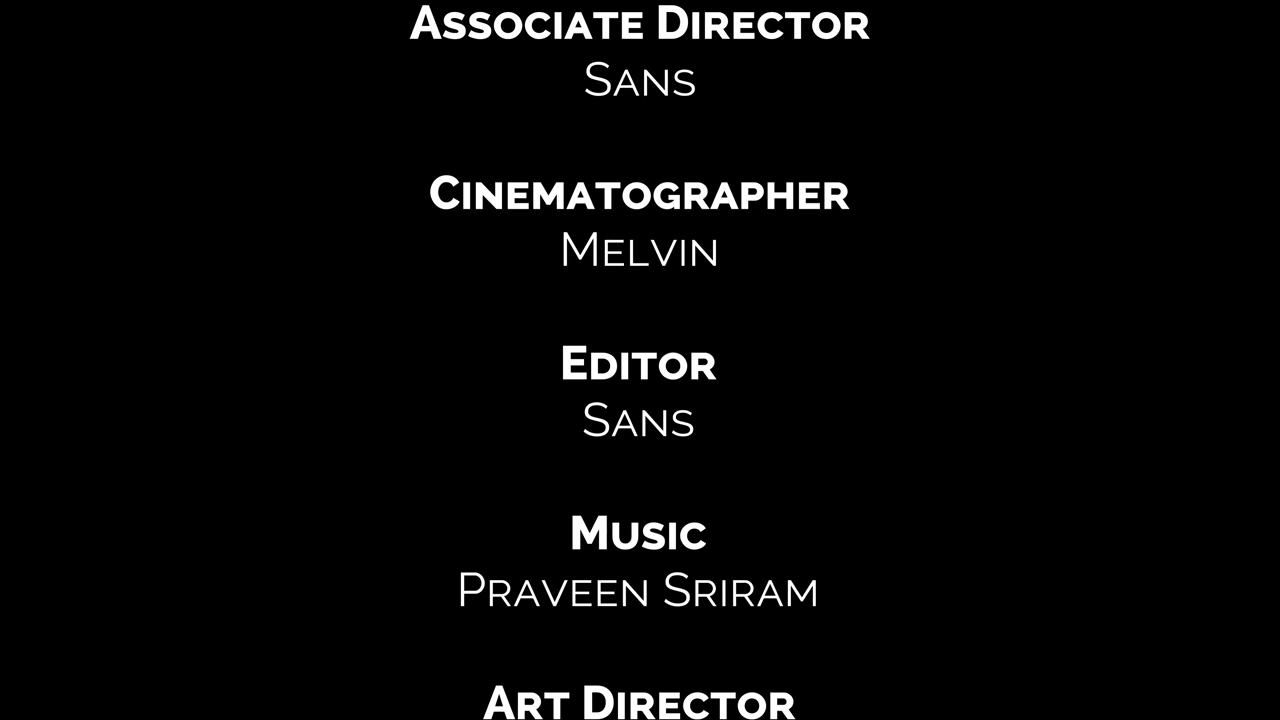 Associate Director
Sans
Cinematographer
Melvin
Editor
Sans
Music
Praveen Sriram
Art Director